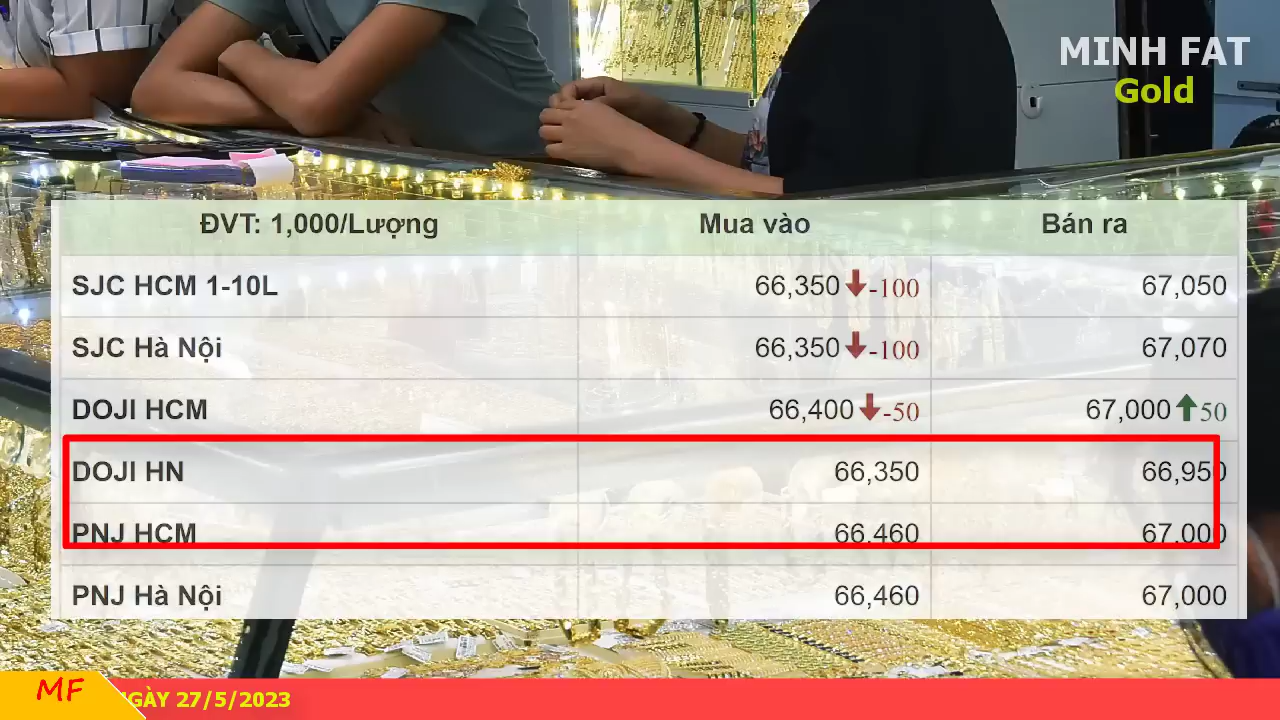 MINH FAT
Gold
ĐVT: 1,000/Lượng Mua vào Bán ra
SJC HCM 1-10L 66,350 -100 67,050
SJC Hà Nội 66,350 -100 67,070
DOJI HCM 66,400 -50 67,000 50
DOJI HN 66,350 66,950
PNJ HCM 66,460 67,000
PNJ Hà Nội 66,460 67,000
MF GÀY 27/5/2023